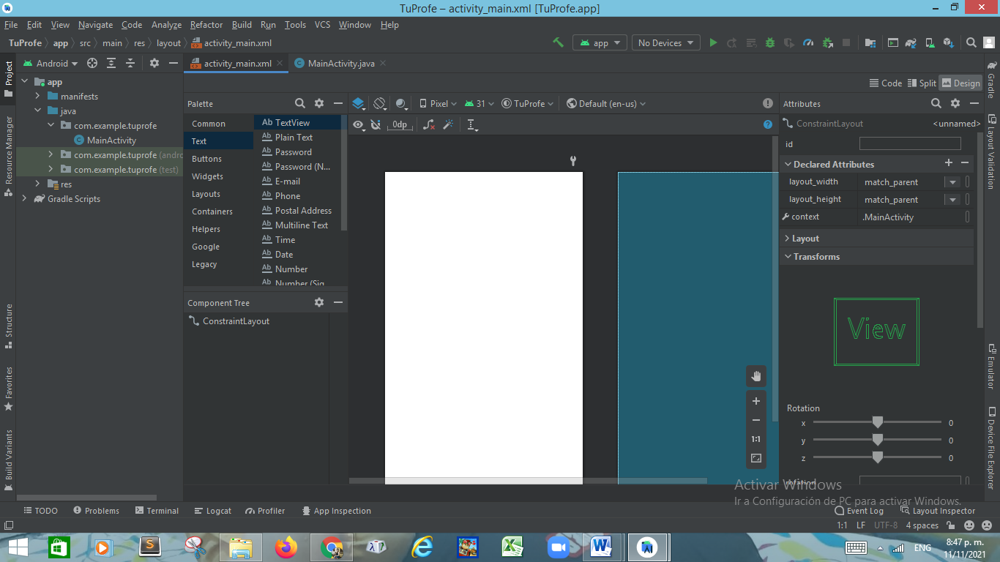 TuProfe – activity_main.xml [TuProfe.app]
File Edit View Navigate Code Analyze Refactor Build Run Tools VCS Window Help
TuProfe app src main res layout activity_main.xml
app No Devices
Android
activity_main.xml MainActivity.java
Code Split Design
Project
Resource Manager
Structure
Favorites
Build Variants
app
manifests
java
com.example.tuprofe
MainActivity
com.example.tuprofe (andro
com.example.tuprofe (test)
res
Gradle Scripts
Palette
Common
Text
Buttons
Widgets
Layouts
Containers
Helpers
Google
Legacy
Ab TextView
Ab Plain Text
Ab Password
Ab Password (N...
Ab E-mail
Ab Phone
Ab Postal Address
Ab Multiline Text
Ab Time
Ab Date
Ab Number
Ab Number (Sig
Component Tree
ConstraintLayout
Pixel 31 TuProfe Default (en-us)
0dp
1:1
Attributes
ConstraintLayout <unnamed>
id
Declared Attributes
layout_width match_parent
layout_height match_parent
context .MainActivity
Layout
Transforms
View
Rotation
x 0
y 0
z 0
rotation
Gradle
Layout Validation
Emulator
Device File Explorer
Activar Windows
Ir a Configuración de PC para activar Windows.
TODO Problems Terminal Logcat Profiler App Inspection Event Log Layout Inspector
1:1 LF UTF-8 4 spaces
ENG
8:47 p. m.
11/11/2021